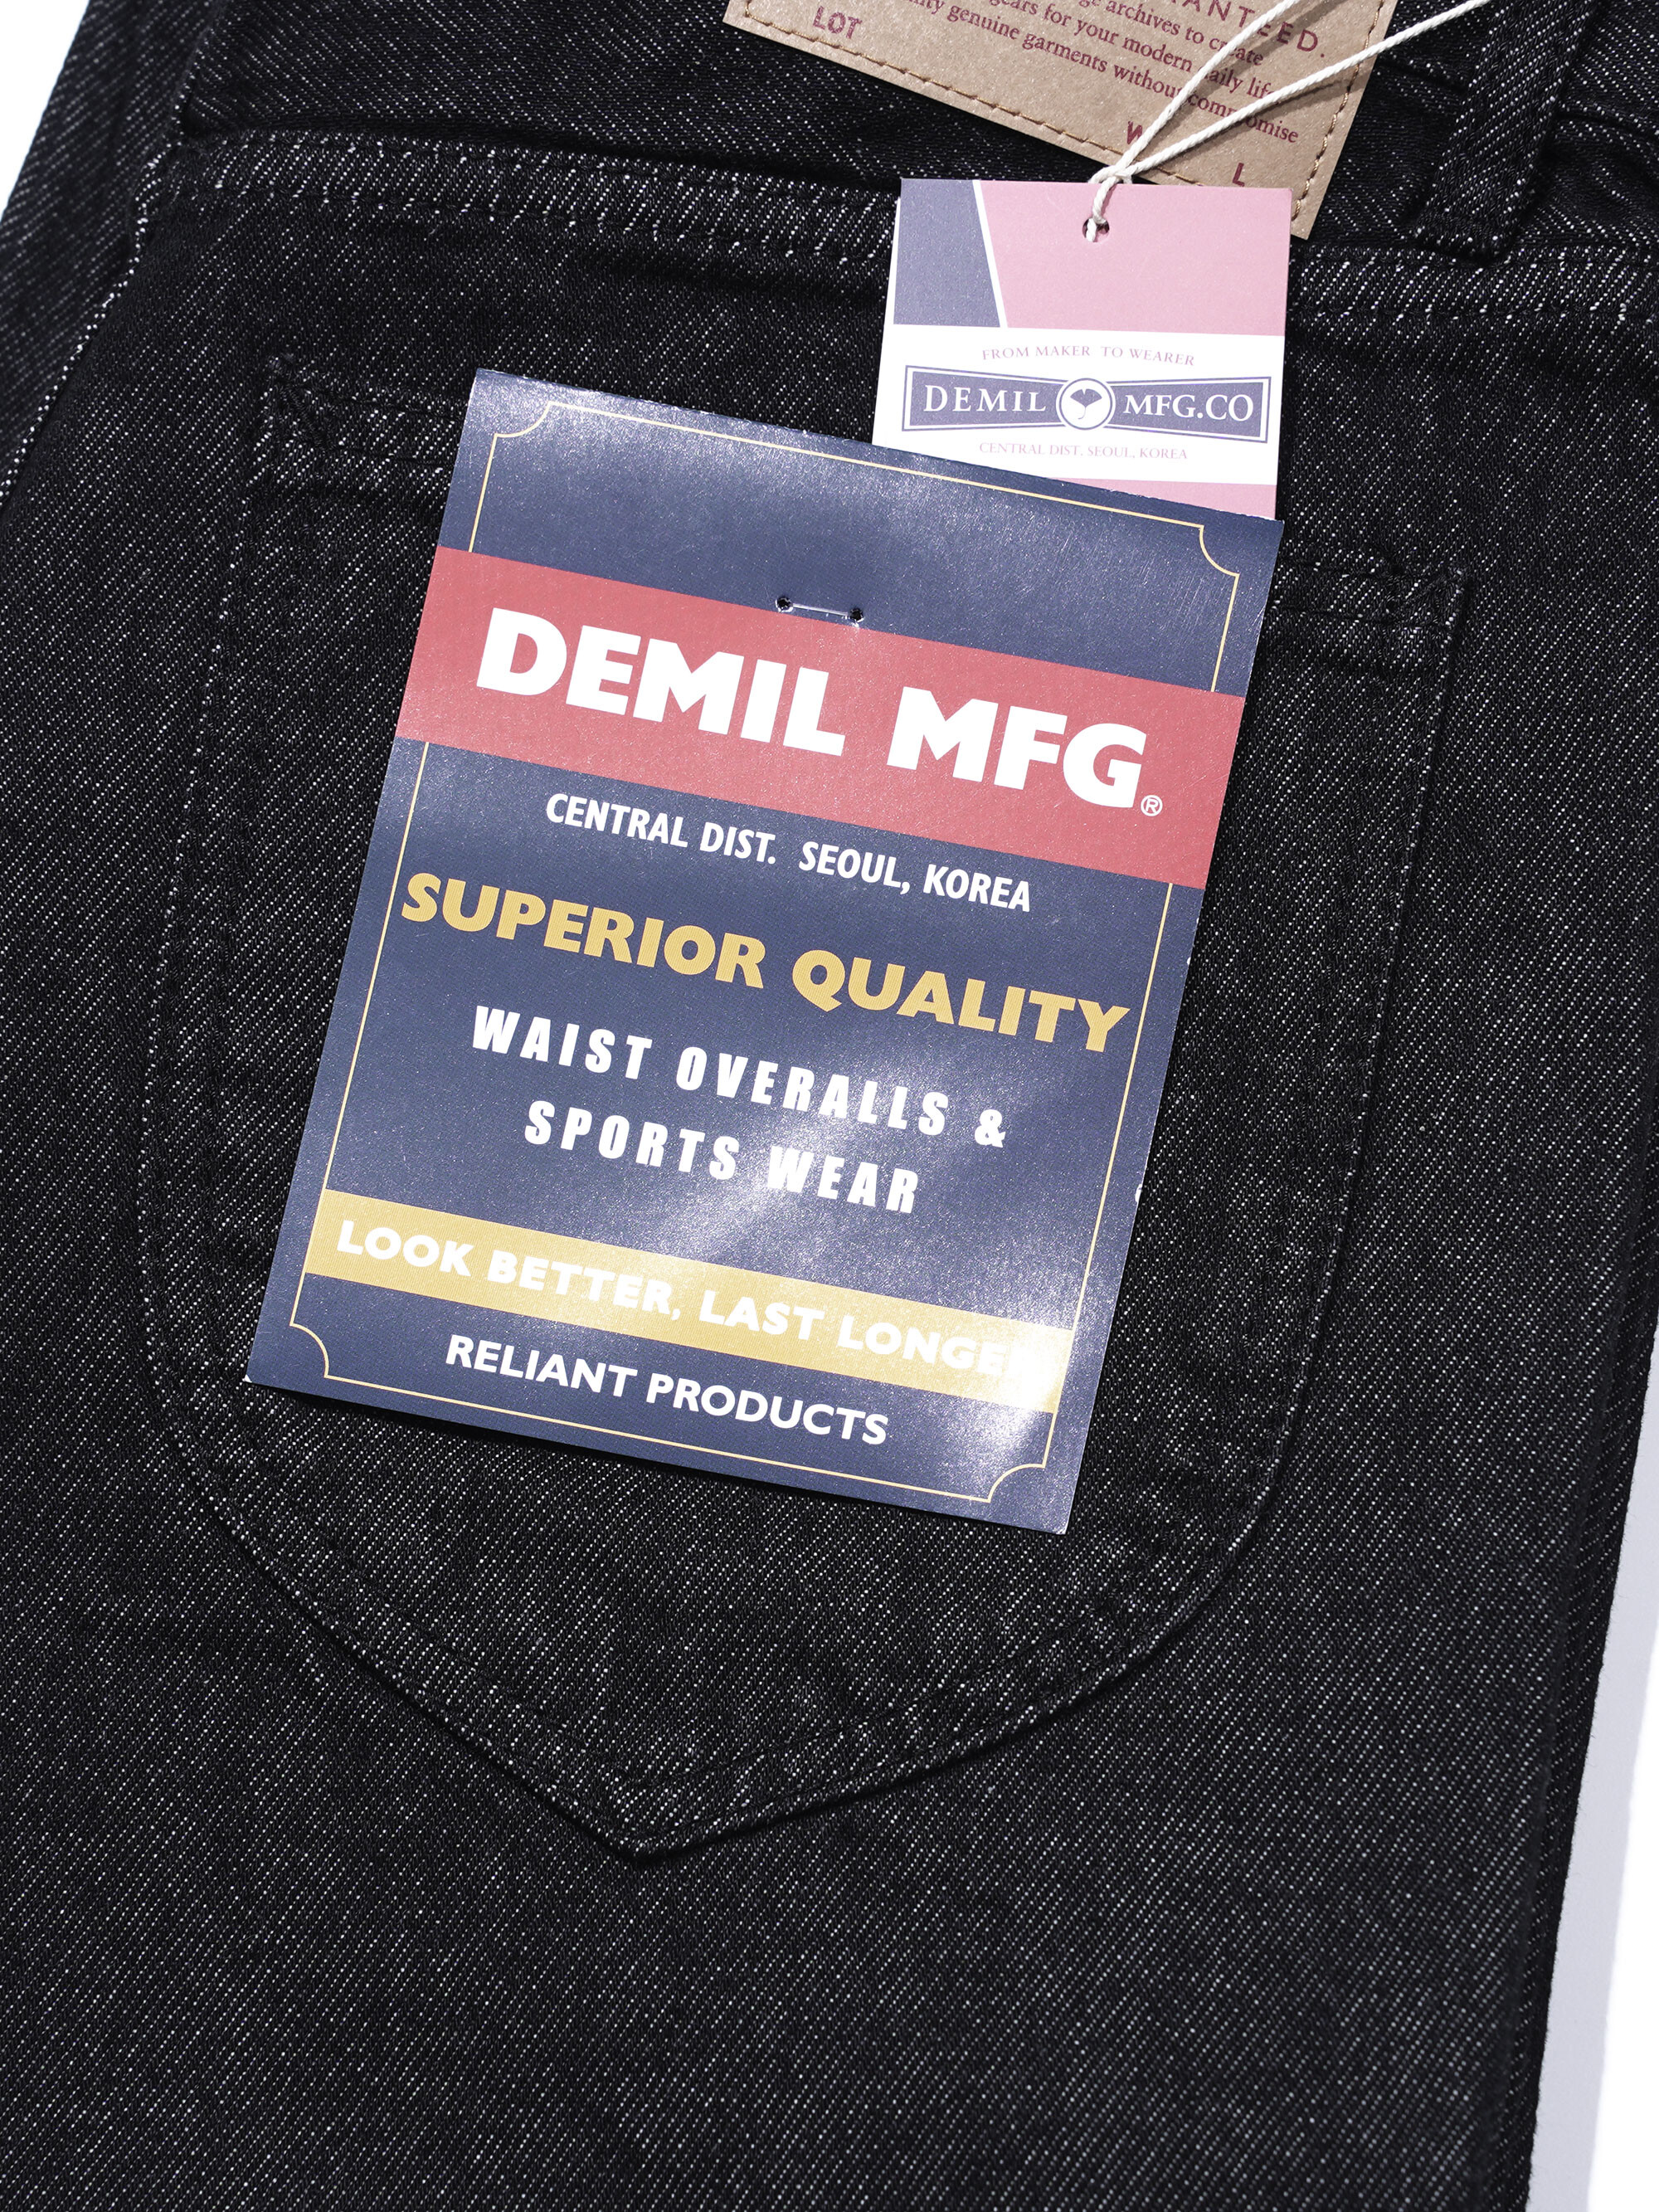 LOT
archives to create
gears for your modern daily life
genuine garments without compromise
L
FROM MAKER TO WEARER
DEMIL MFG.CO
CENTRAL DIST. SEOUL, KOREA
DEMIL MFG®
CENTRAL DIST. SEOUL, KOREA
SUPERIOR QUALITY
WAIST OVERALLS &
SPORTS WEAR
LOOK BETTER, LAST LONGER
RELIANT PRODUCTS